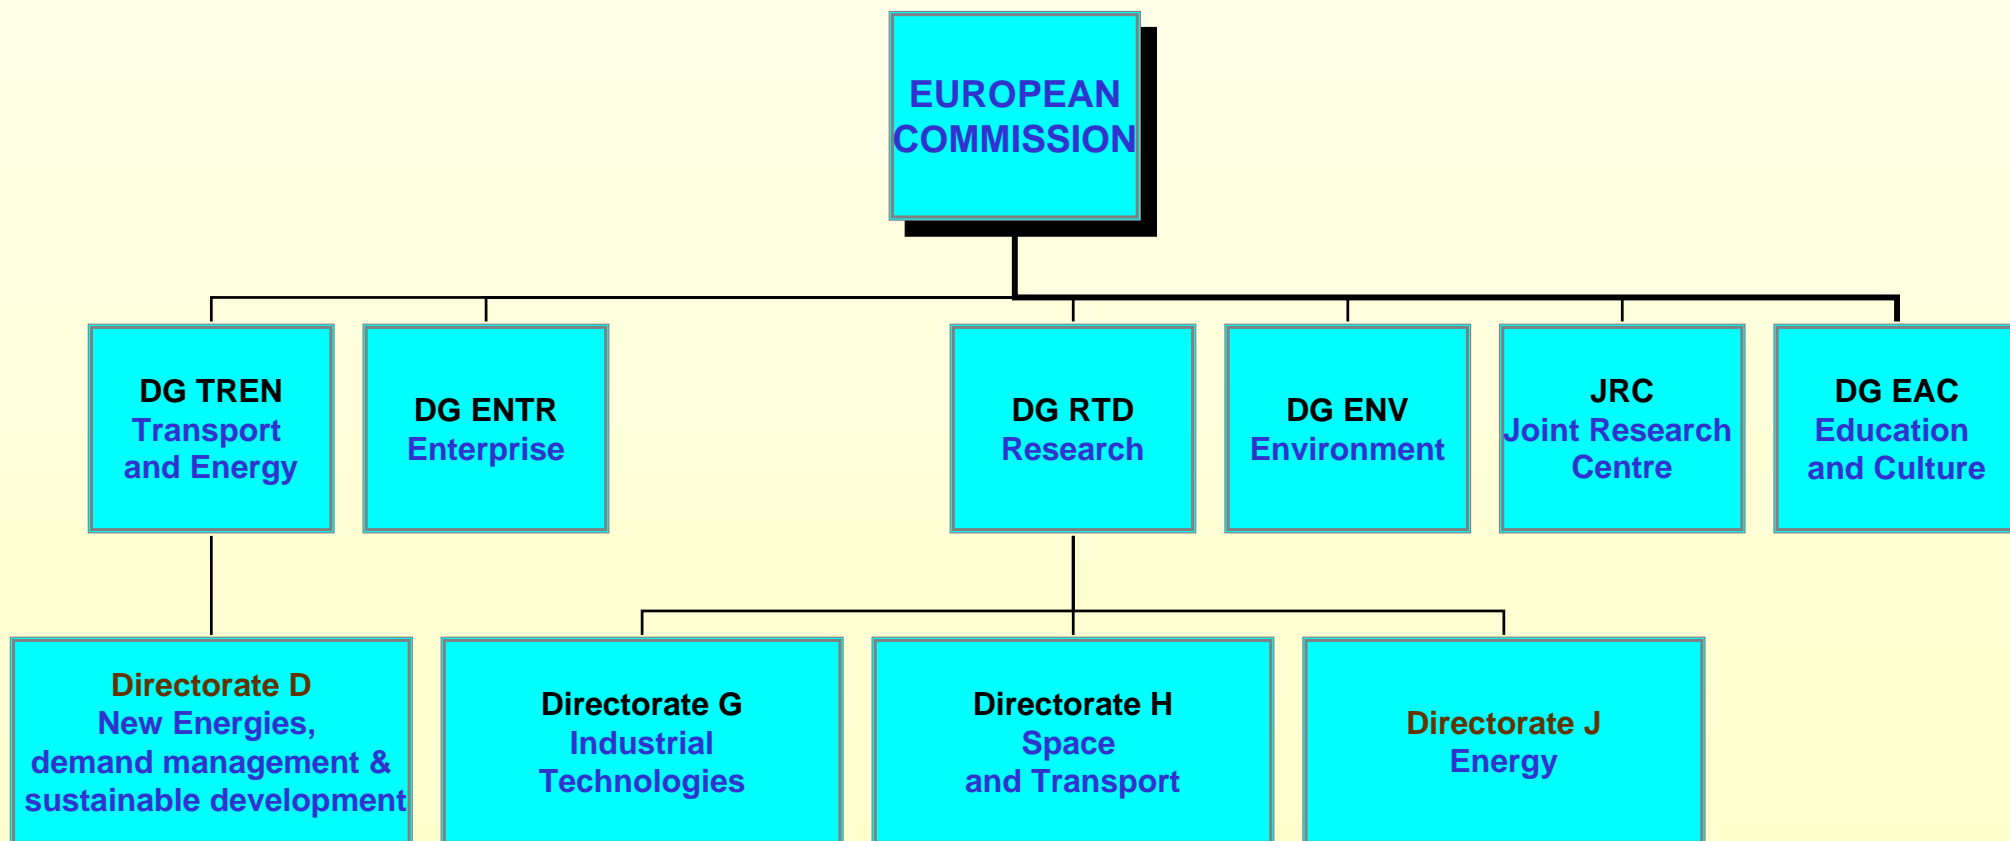 EUROPEAN
COMMISSION
DG TREN
Transport
and Energy
DG ENTR
Enterprise
DG RTD
Research
DG ENV
Environment
JRC
Joint Research
Centre
DG EAC
Education
and Culture
Directorate D
New Energies,
demand management &
sustainable development
Directorate G
Industrial
Technologies
Directorate H
Space
and Transport
Directorate J
Energy